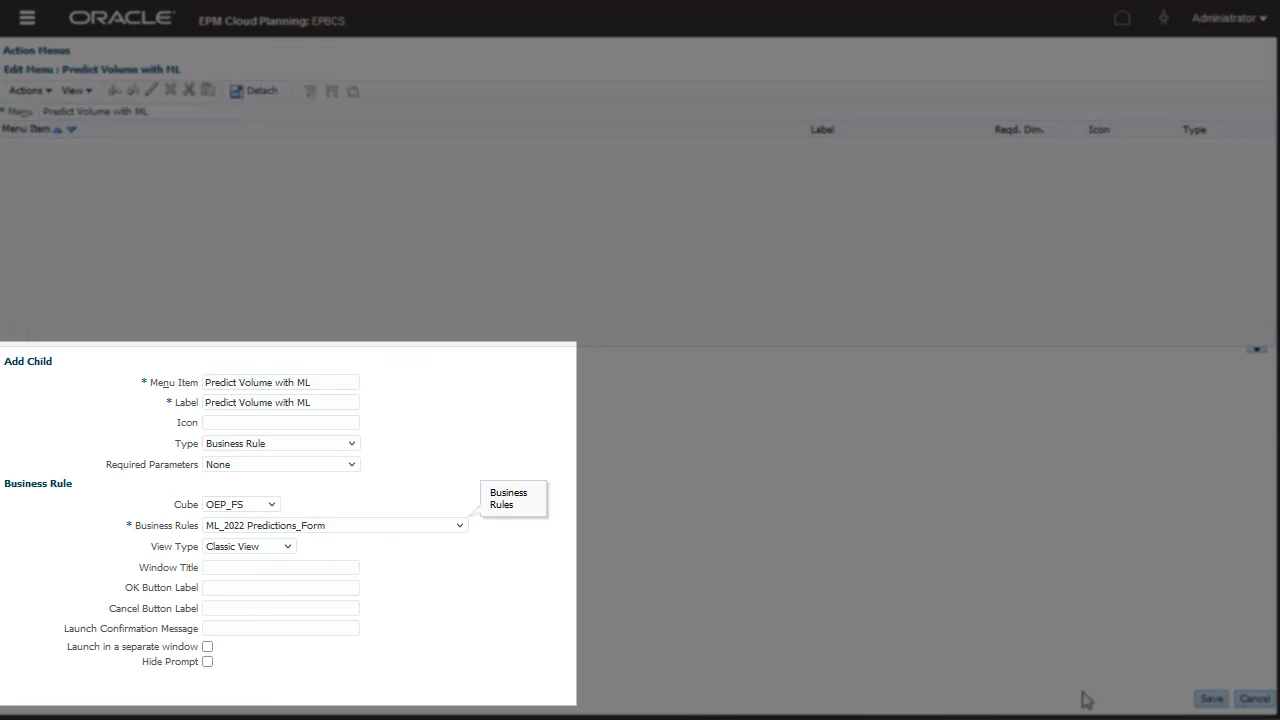 ORACLE EPM Cloud Planning: EPBCS Administrator
Action Menus
Edit Menu : Predict Volume with ML
Actions View Detach
* Menu Predict Volume with ML
Menu Item Label Reqd. Dim. Icon Type
Add Child
* Menu Item Predict Volume with ML
* Label Predict Volume with ML
Icon
Type Business Rule
Required Parameters None
Business Rule
Business
Rules
Cube OEP_FS
* Business Rules ML_2022 Predictions_Form
View Type Classic View
Window Title
OK Button Label
Cancel Button Label
Launch Confirmation Message
Launch in a separate window
Hide Prompt
Save Cancel